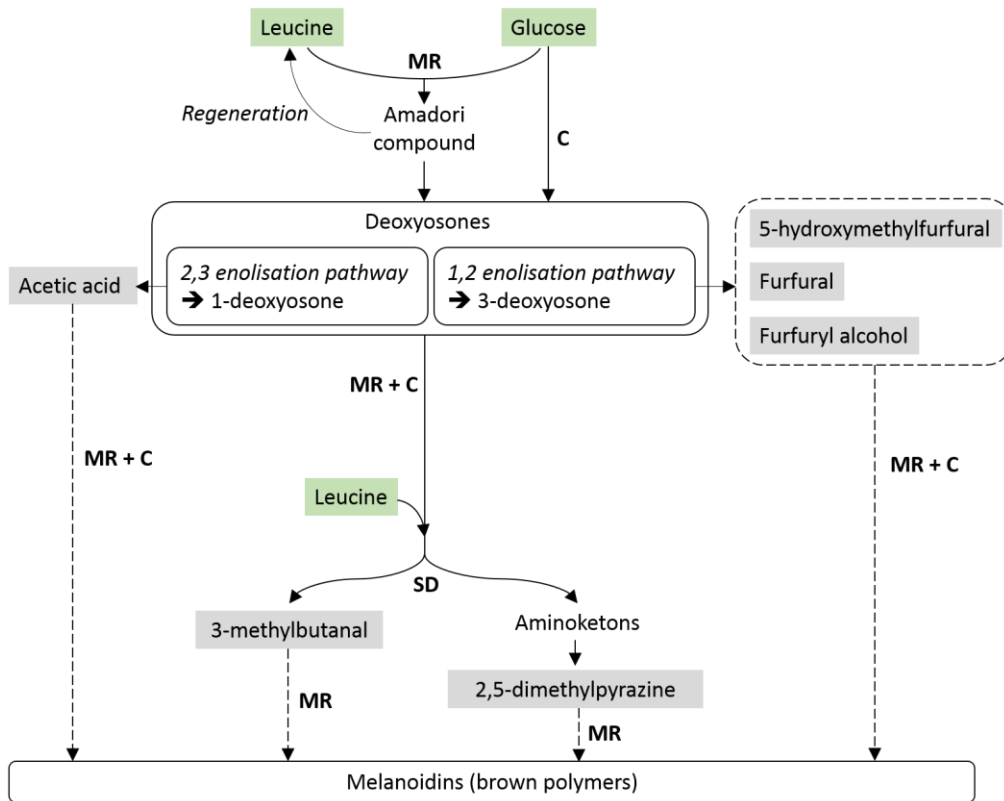 Leucine
Glucose
MR
Regeneration
Amadori
compound
C
Deoxyosones
2,3 enolisation pathway
➔ 1-deoxyosone
1,2 enolisation pathway
➔ 3-deoxyosone
Acetic acid
5-hydroxymethylfurfural
Furfural
Furfuryl alcohol
MR + C
MR + C
MR + C
Leucine
SD
3-methylbutanal
Aminoketons
2,5-dimethylpyrazine
MR
MR
Melanoidins (brown polymers)